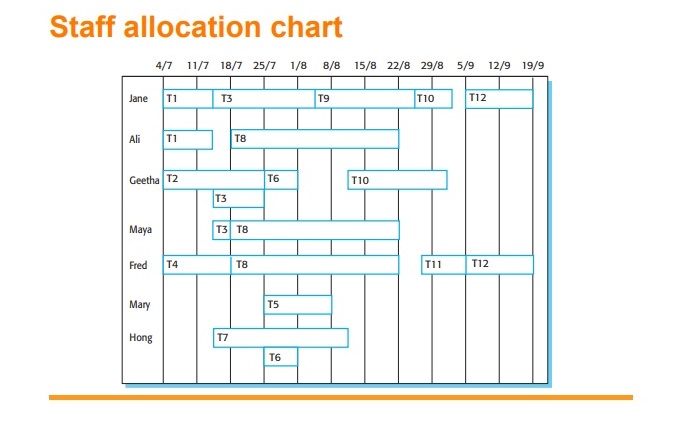 Staff allocation chart
4/7 11/7 18/7 25/7 1/8 8/8 15/8 22/8 29/8 5/9 12/9 19/9
Jane T1 T3 T9 T10 T12
Ali T1 T8
Geetha T2 T6 T10
T3
Maya T3 T8
Fred T4 T8 T11 T12
Mary T5
Hong T7
T6